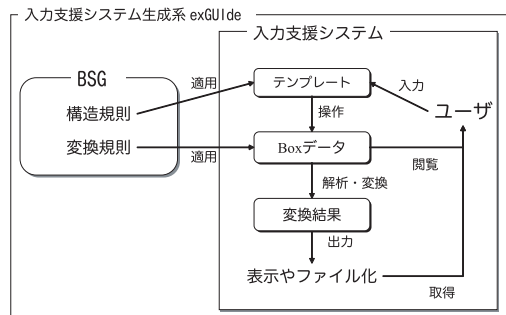 入力支援システム生成系 exGUIde
入力支援システム
BSG
構造規則
変換規則
適用
適用
テンプレート
入力
ユーザ
操作
Boxデータ
閲覧
解析・変換
変換結果
出力
表示やファイル化
取得